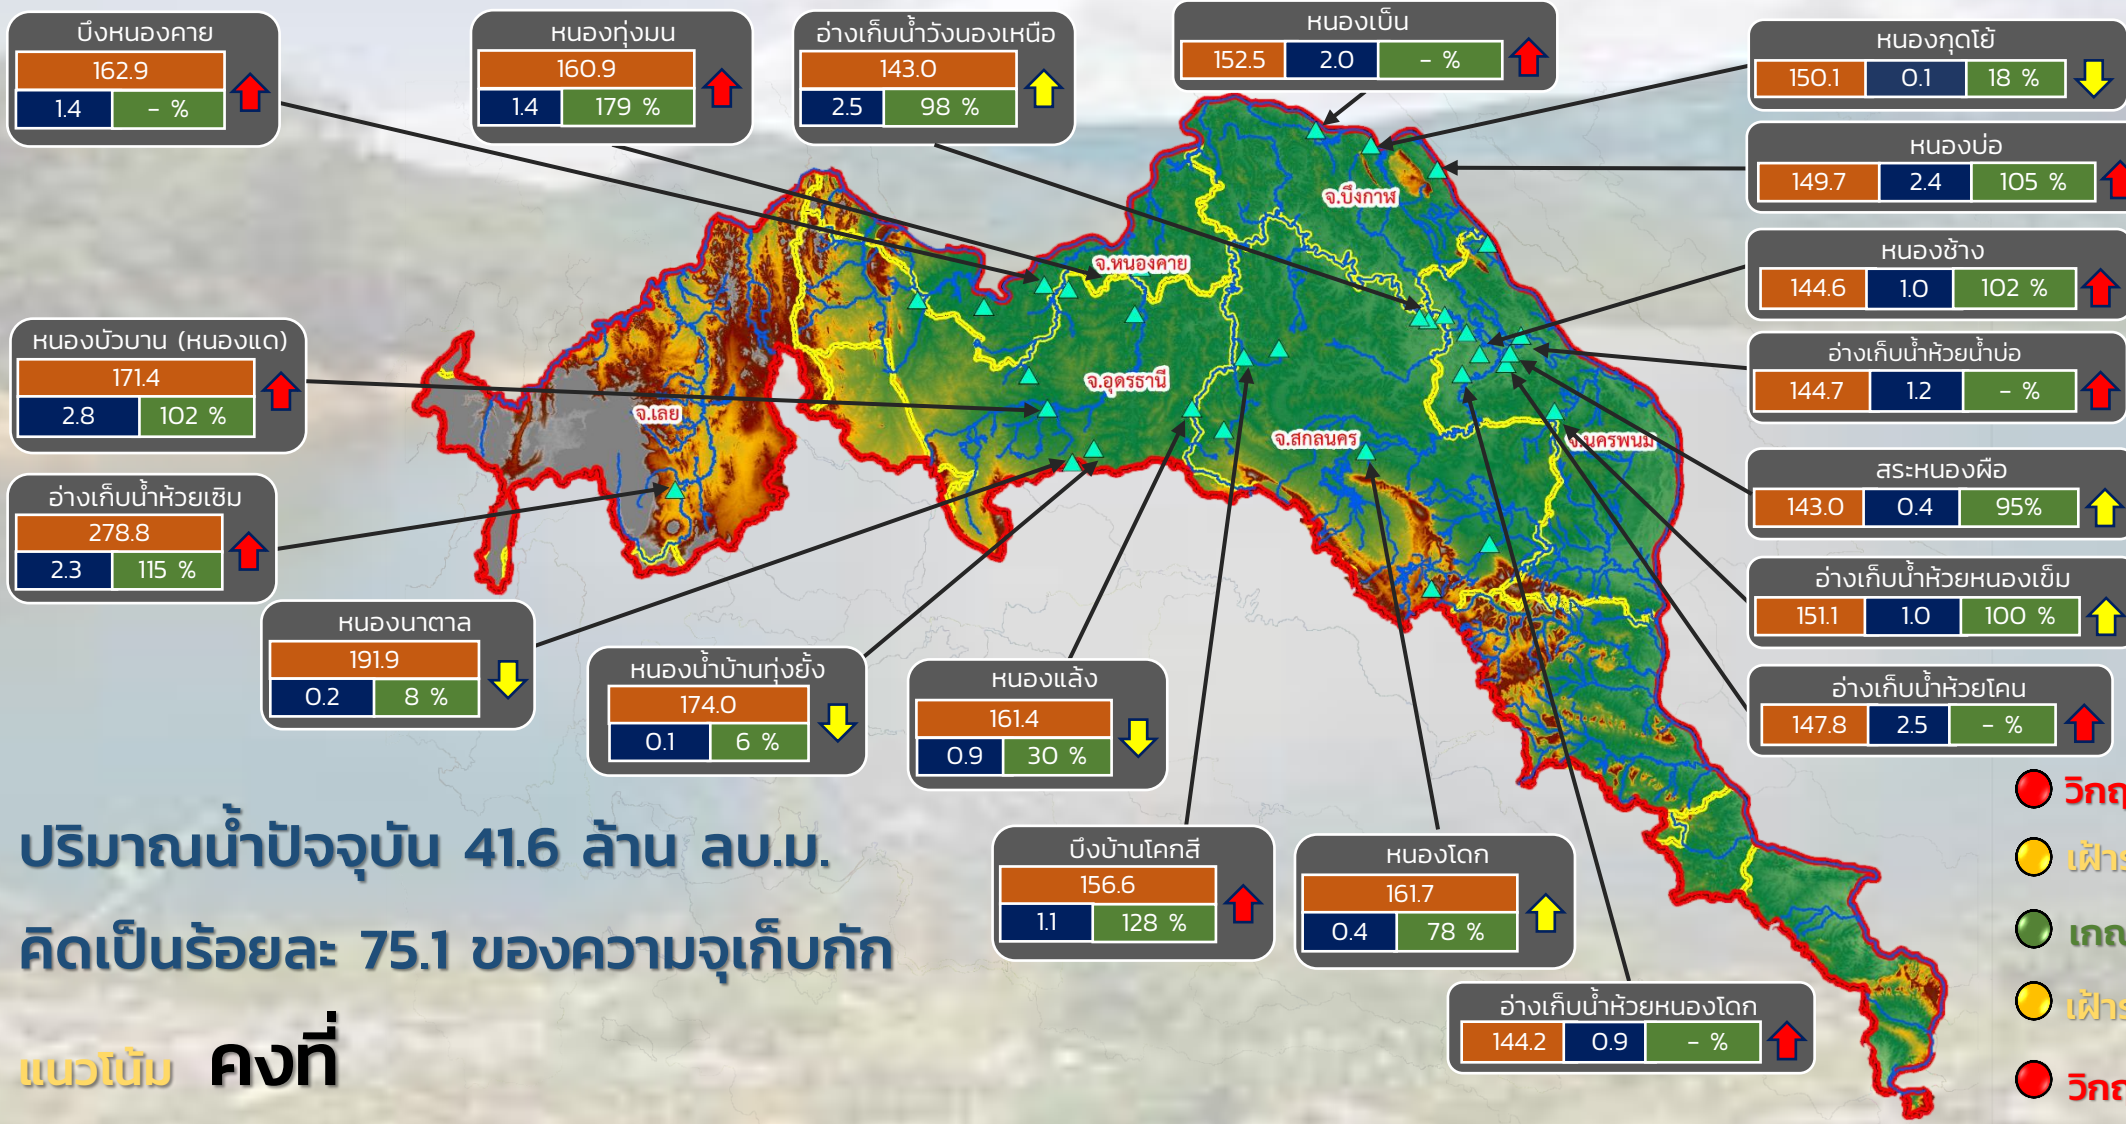 บึงหนองคาย
162.9
1.4 - %
หนองทุ่งมน
160.9
1.4 179 %
อ่างเก็บน้ำวังนองเหนือ
143.0
2.5 98 %
หนองเบ็น
152.5 2.0 - %
หนองกุดโย้
150.1 0.1 18 %
หนองบ่อ
149.7 2.4 105 %
หนองช้าง
144.6 1.0 102 %
อ่างเก็บน้ำห้วยน้ำบ่อ
144.7 1.2 - %
สระหนองผือ
143.0 0.4 95%
อ่างเก็บน้ำห้วยหนองเข็ม
151.1 1.0 100 %
อ่างเก็บน้ำห้วยโคน
147.8 2.5 - %
หนองบัวบาน (หนองแด)
171.4
2.8 102 %
อ่างเก็บน้ำห้วยเซิม
278.8
2.3 115 %
หนองนาตาล
191.9
0.2 8 %
หนองน้ำบ้านทุ่งยั้ง
174.0
0.1 6 %
หนองแล้ง
161.4
0.9 30 %
บึงบ้านโคกสี
156.6
1.1 128 %
หนองโดก
161.7
0.4 78 %
อ่างเก็บน้ำห้วยหนองโดก
144.2 0.9 - %
จ.บึงกาฬ
จ.หนองคาย
จ.อุดรธานี
จ.เลย
จ.สกลนคร
จ.นครพนม
ปริมาณน้ำปัจจุบัน 41.6 ล้าน ลบ.ม.
คิดเป็นร้อยละ 75.1 ของความจุเก็บกัก
แนวโน้ม คงที่